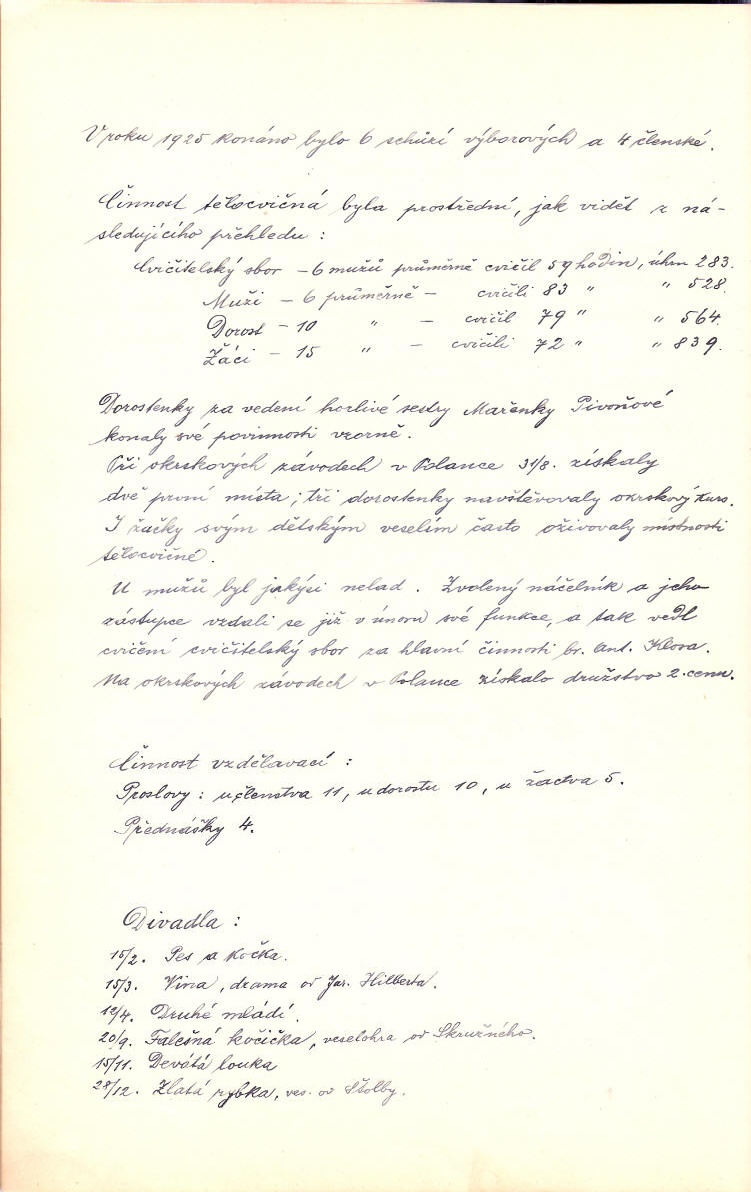 V roku 1925 konáno bylo 6 schůzí výborových a 4 členské.
Činnost tělocvičná byla prostřední, jak vidět z ná-
sledujícího přehledu :
Cvičitelský sbor - 6 mužů průměrně cvičil 59 hodin, úhrn 283.
Muži - 6 průměrně - cvičili 83 " " 528.
Dorost - 10 " - cvičil 79 " " 564.
Žáci - 15 " - cvičili 72 " " 839.
Dorostenky za vedení horlivé sestry Mařenky Pivoňové
konaly své povinnosti vzorně.
Při okrskových závodech v Polance 31/8. získaly
dvě první místa; tři dorostenky navštěvovaly okrskový kurs.
I žačky svým dětským veselím často oživovaly místnosti
tělocvičné.
U mužů byl jakýsi nelad. Zvolený náčelník a jeho
zástupce vzdali se již v únoru své funkce, a tak vedl
cvičení cvičitelský sbor za hlavní činnosti br. Ant. Klosa.
Na okrskových závodech v Polance získalo družstvo 2. cenu.
Činnost vzdělavací :
Proslovy : u členstva 11, u dorostu 10, u žactva 5.
Přednášky 4.
Divadla :
15/2. Pes a kočka.
15/3. Vina, drama od Jar. Hilberta.
12/4. Druhé mládí.
20/9. Falešná kočička, veselohra od Skružného.
15/11. Devátá louka
28/12. Zlatá rybka, ves. od Štolby.